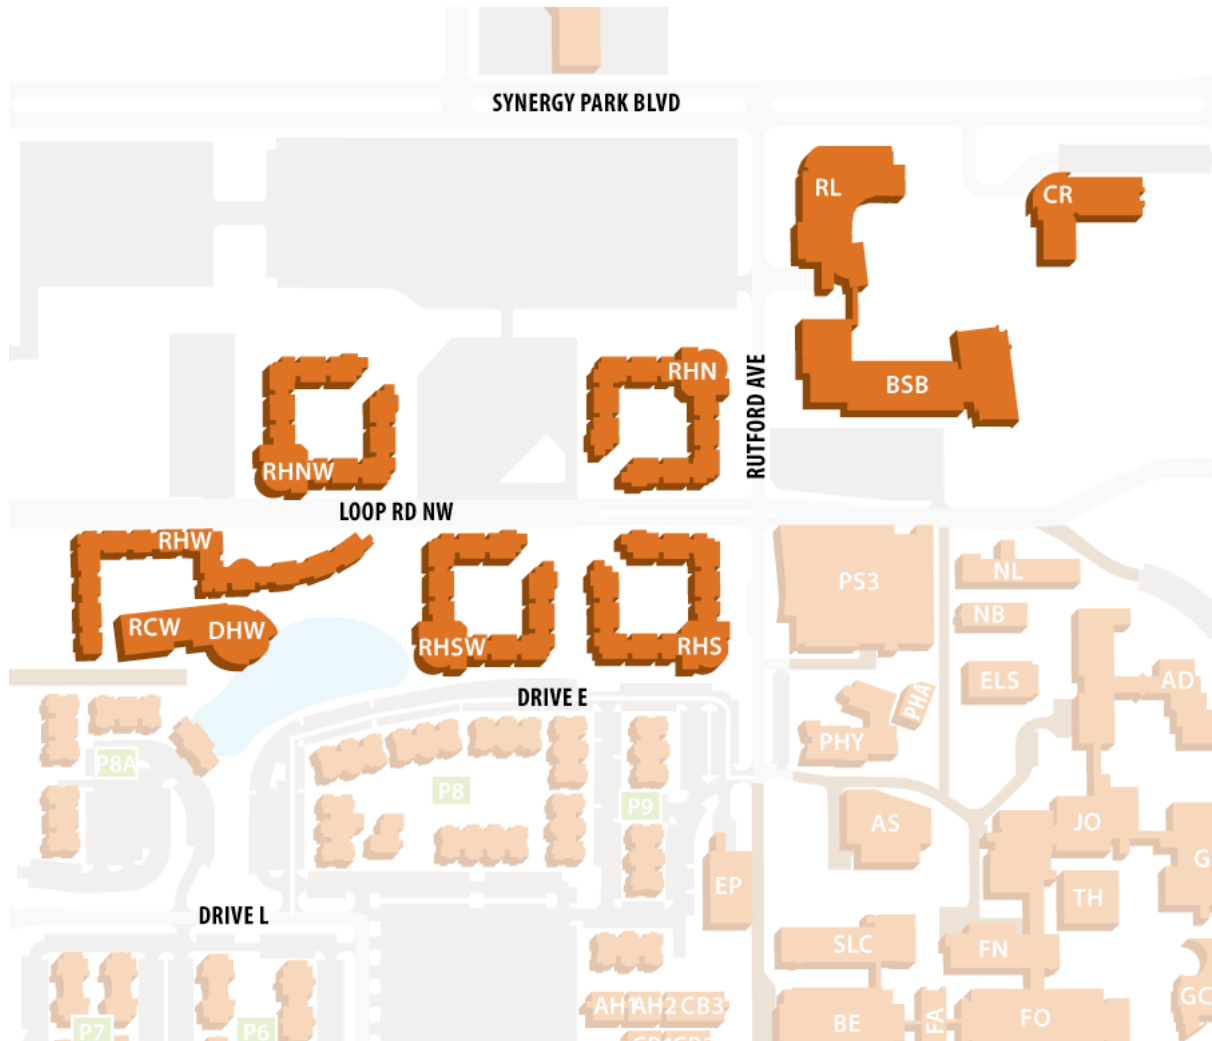 SYNERGY PARK BLVD
RL
CR
RUTFORD AVE
RHN
BSB
RHNW
LOOP RD NW
RHW
PS3
NL
NB
RCW
DHW
RHSW
RHS
ELS
AD
PHA
DRIVE E
PHY
P8A
P8
P9
AS
JO
G
EP
TH
DRIVE L
SLC
FN
AH1
AH2
CB3
GC
P7
P6
BE
FA
FO